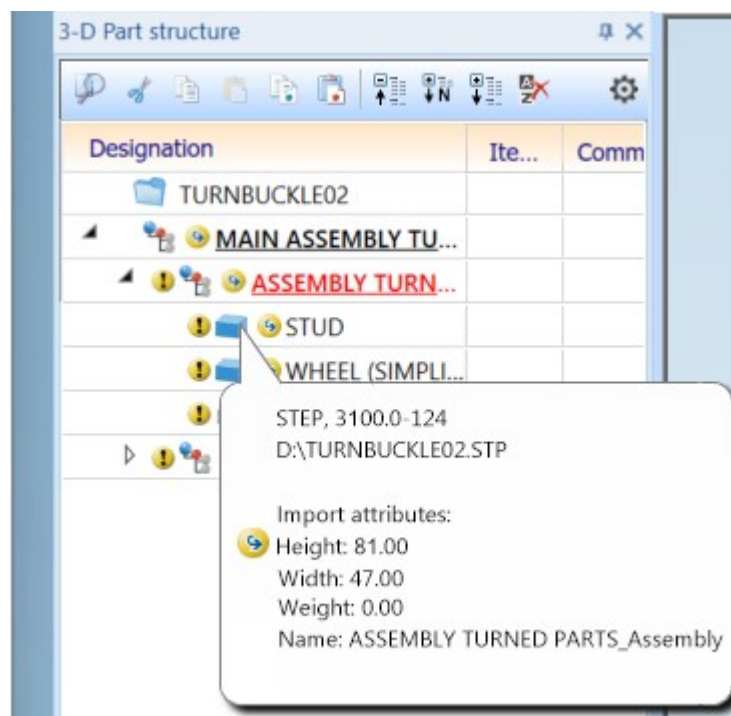 3-D Part structure
Designation Ite... Comm
TURNBUCKLE02
MAIN ASSEMBLY TU...
ASSEMBLY TURN...
STUD
WHEEL (SIMPLI...
STEP, 3100.0-124
D:\TURNBUCKLE02.STP
Import attributes:
Height: 81.00
Width: 47.00
Weight: 0.00
Name: ASSEMBLY TURNED PARTS_Assembly